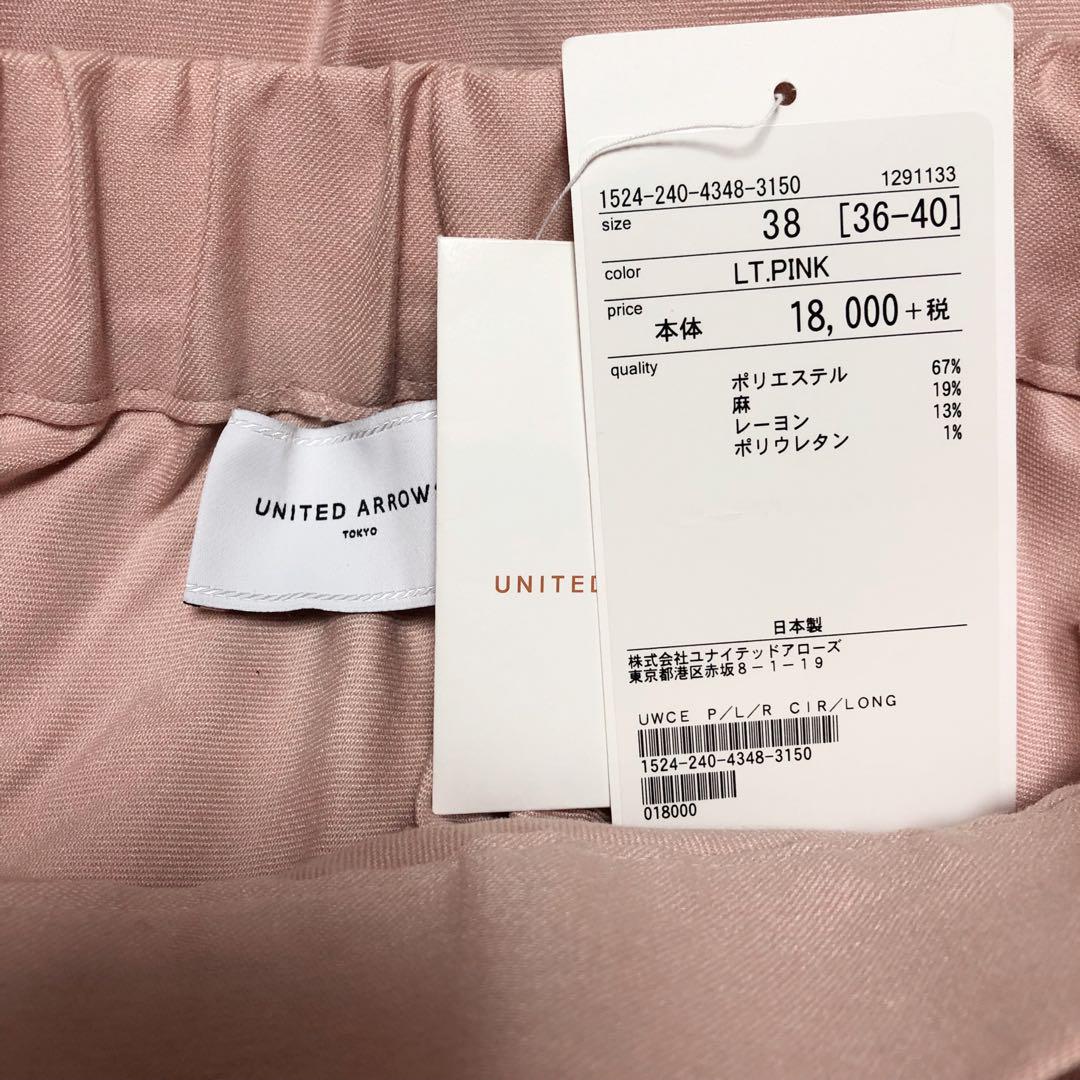 1524-240-4348-3150 1291133
size 38 [36-40]
color LT.PINK
price 本体 18,000+税
quality
ポリエステル 67%
麻 19%
レーヨン 13%
ポリウレタン 1%
日本製
株式会社ユナイテッドアローズ
東京都港区赤坂8-1-19
UWCE P/L/R CIR/LONG
1524-240-4348-3150
018000
UNITED ARROWS
TOKYO
UNITED